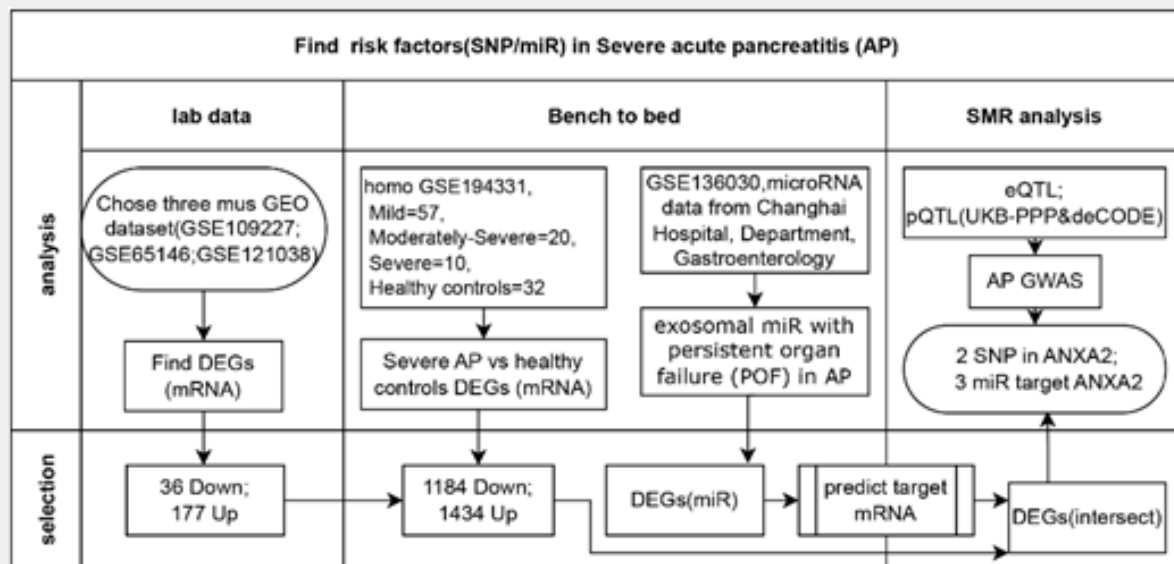 Find risk factors(SNP/miR) in Severe acute pancreatitis (AP)
lab data
Bench to bed
SMR analysis
analysis
Chose three mus GEO
dataset(GSE109227;
GSE65146;GSE121038)
Find DEGs
(mRNA)
homo GSE194331,
Mild=57,
Moderately-Severe=20,
Severe=10,
Healthy controls=32
Severe AP vs healthy
controls DEGs (mRNA)
GSE136030,microRNA
data from Changhai
Hospital, Department,
Gastroenterology
exosomal miR with
persistent organ
failure (POF) in AP
eQTL;
pQTL(UKB-PPP&deCODE)
AP GWAS
2 SNP in ANXA2;
3 miR target ANXA2
selection
36 Down;
177 Up
1184 Down;
1434 Up
DEGs(miR)
predict target
mRNA
DEGs(intersect)